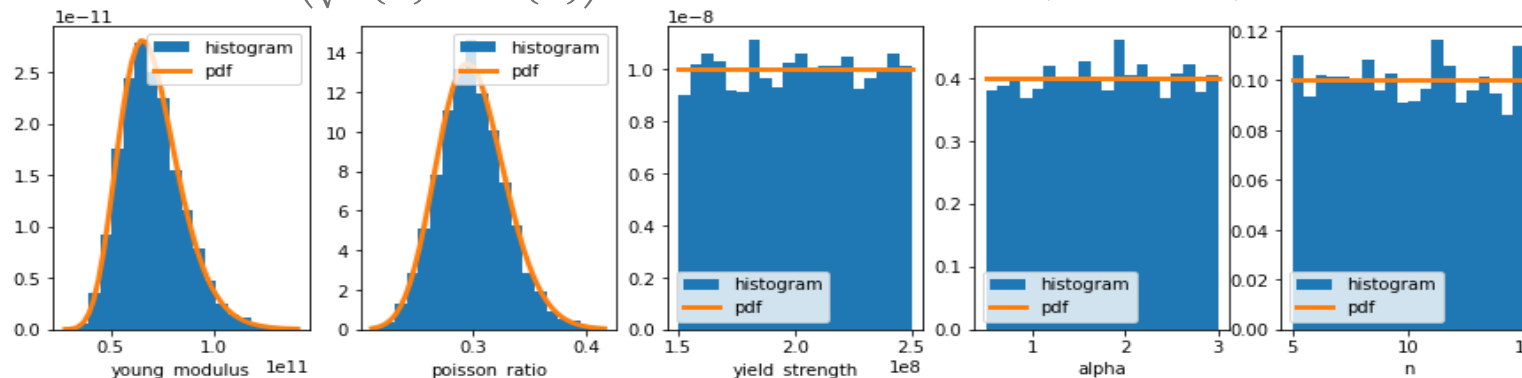 1e-11
histogram
pdf
2.5
2.0
1.5
1.0
0.5
0.0
0.5 1.0
1e11
young_modulus
histogram
pdf
14
12
10
8
6
4
2
0
0.3 0.4
poisson_ratio
1e-8
1.0
0.8
0.6
0.4
0.2
0.0
histogram
pdf
1.5 2.0 2.5
1e8
yield_strength
0.4
0.3
0.2
0.1
0.0
histogram
pdf
1 2 3
alpha
0.12
0.10
0.08
0.06
0.04
0.02
0.00
histogram
pdf
5 10
n